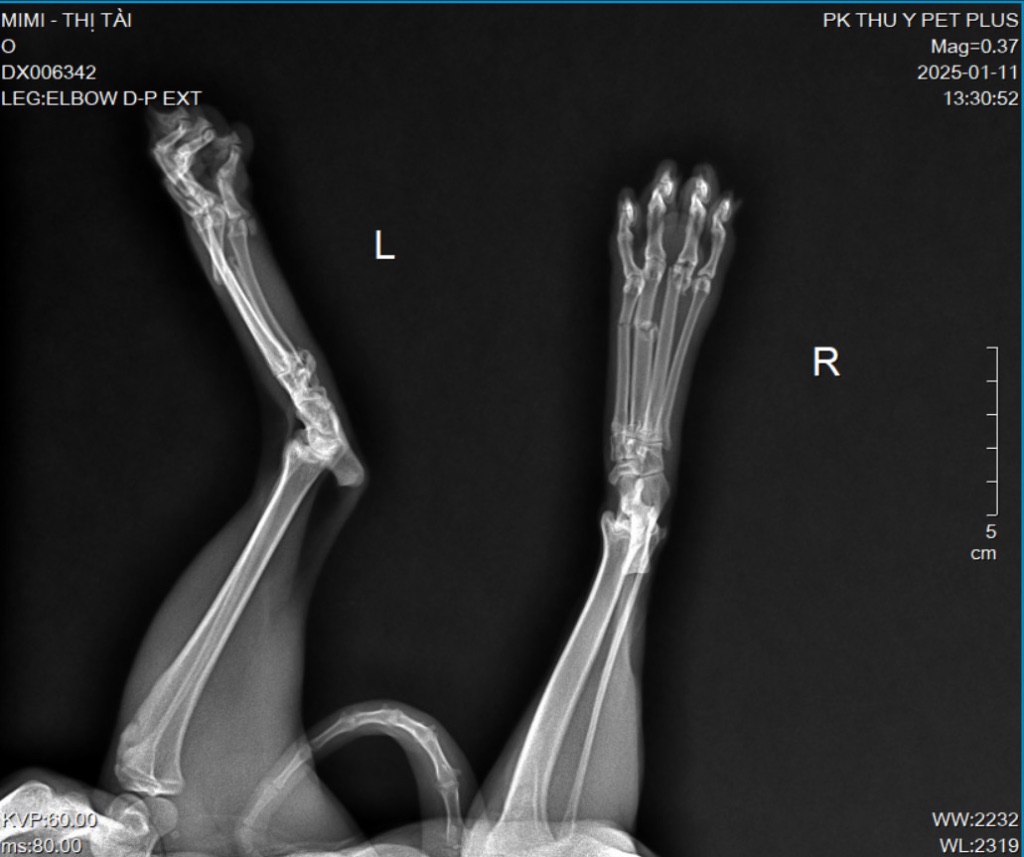 MIMI - THỊ TÀI
O
DX006342
LEG:ELBOW D-P EXT
PK THU Y PET PLUS
Mag=0.37
2025-01-11
13:30:52
L
R
5
cm
KVP:60.00
ms:80.00
WW:2232
WL:2319